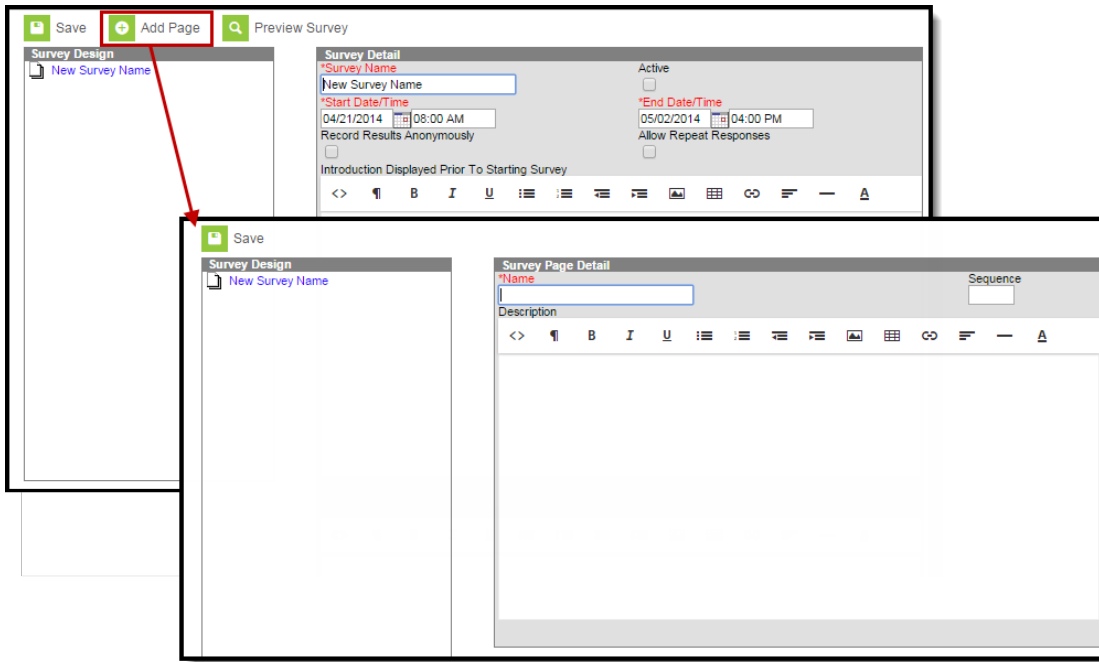 Save Add Page Preview Survey
Survey Design
New Survey Name
Survey Detail
*Survey Name Active
New Survey Name
*Start Date/Time *End Date/Time
04/21/2014 08:00 AM 05/02/2014 04:00 PM
Record Results Anonymously Allow Repeat Responses
Introduction Displayed Prior To Starting Survey
<> ¶ B I U A
Save
Survey Design
New Survey Name
Survey Page Detail
*Name Sequence
Description
<> ¶ B I U A